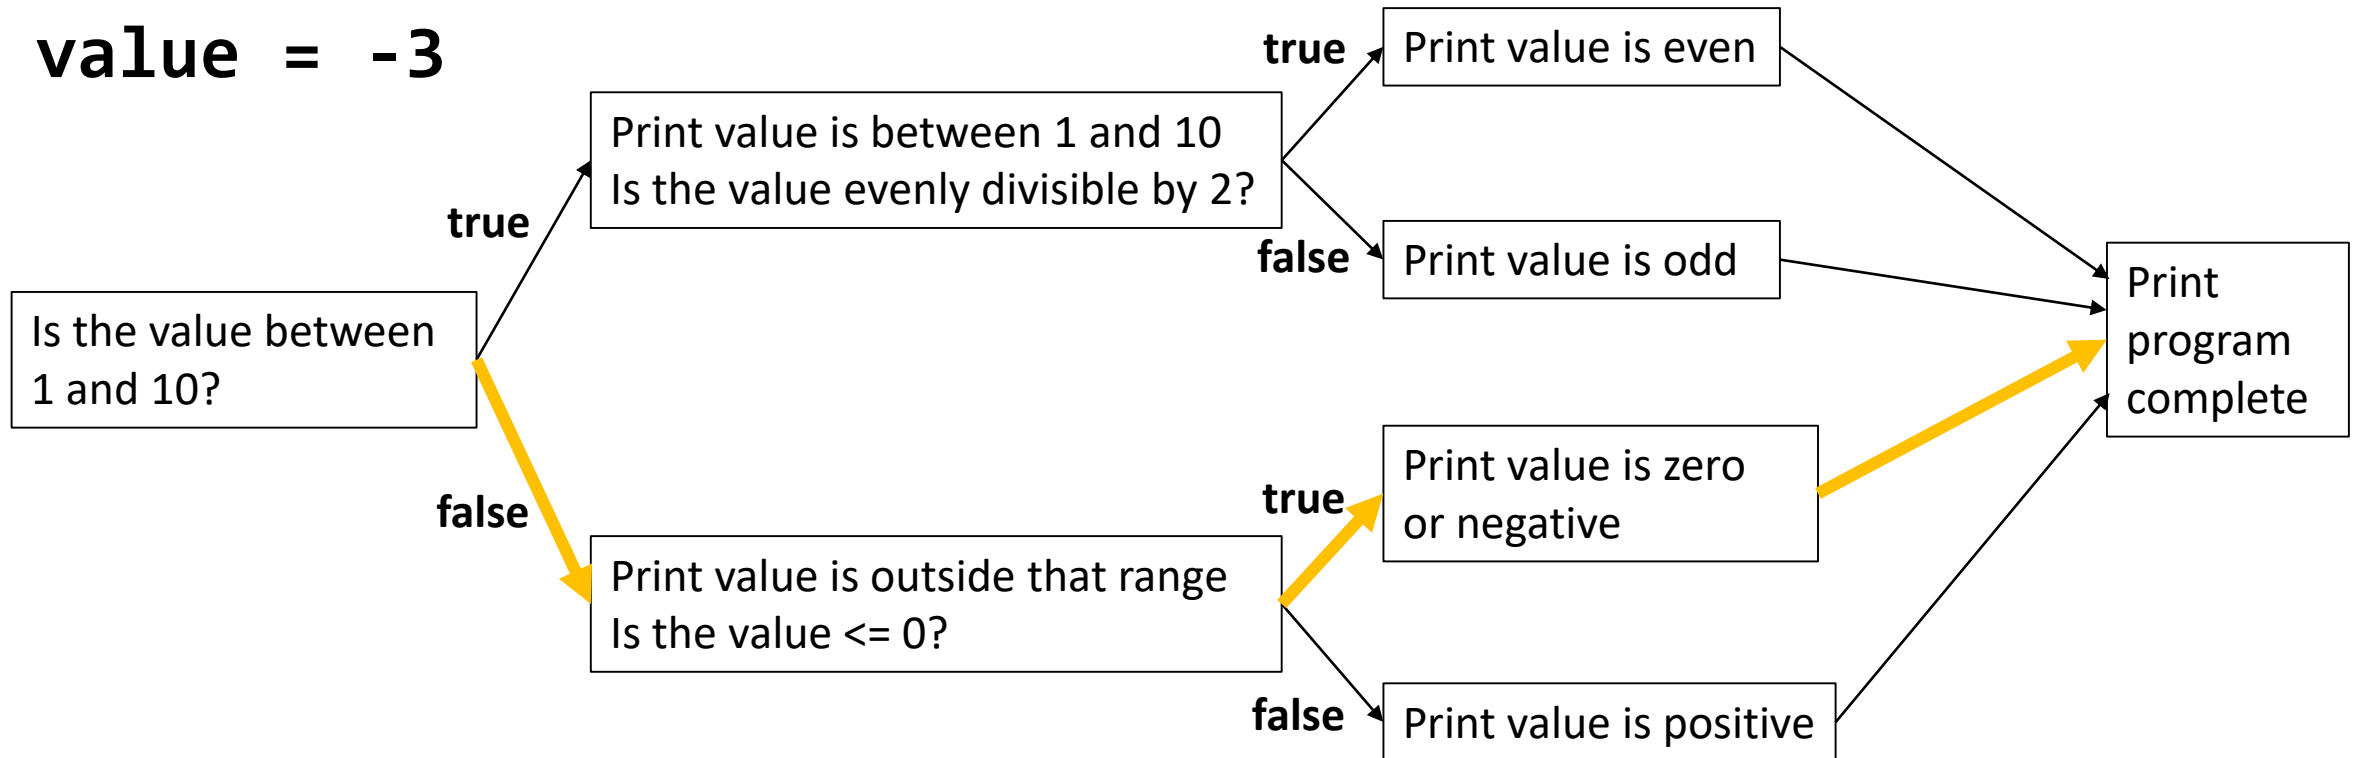 value = -3
Is the value between
1 and 10?
true
false
Print value is between 1 and 10
Is the value evenly divisible by 2?
true
false
Print value is even
Print value is odd
Print value is outside that range
Is the value <= 0?
true
false
Print value is zero
or negative
Print value is positive
Print
program
complete